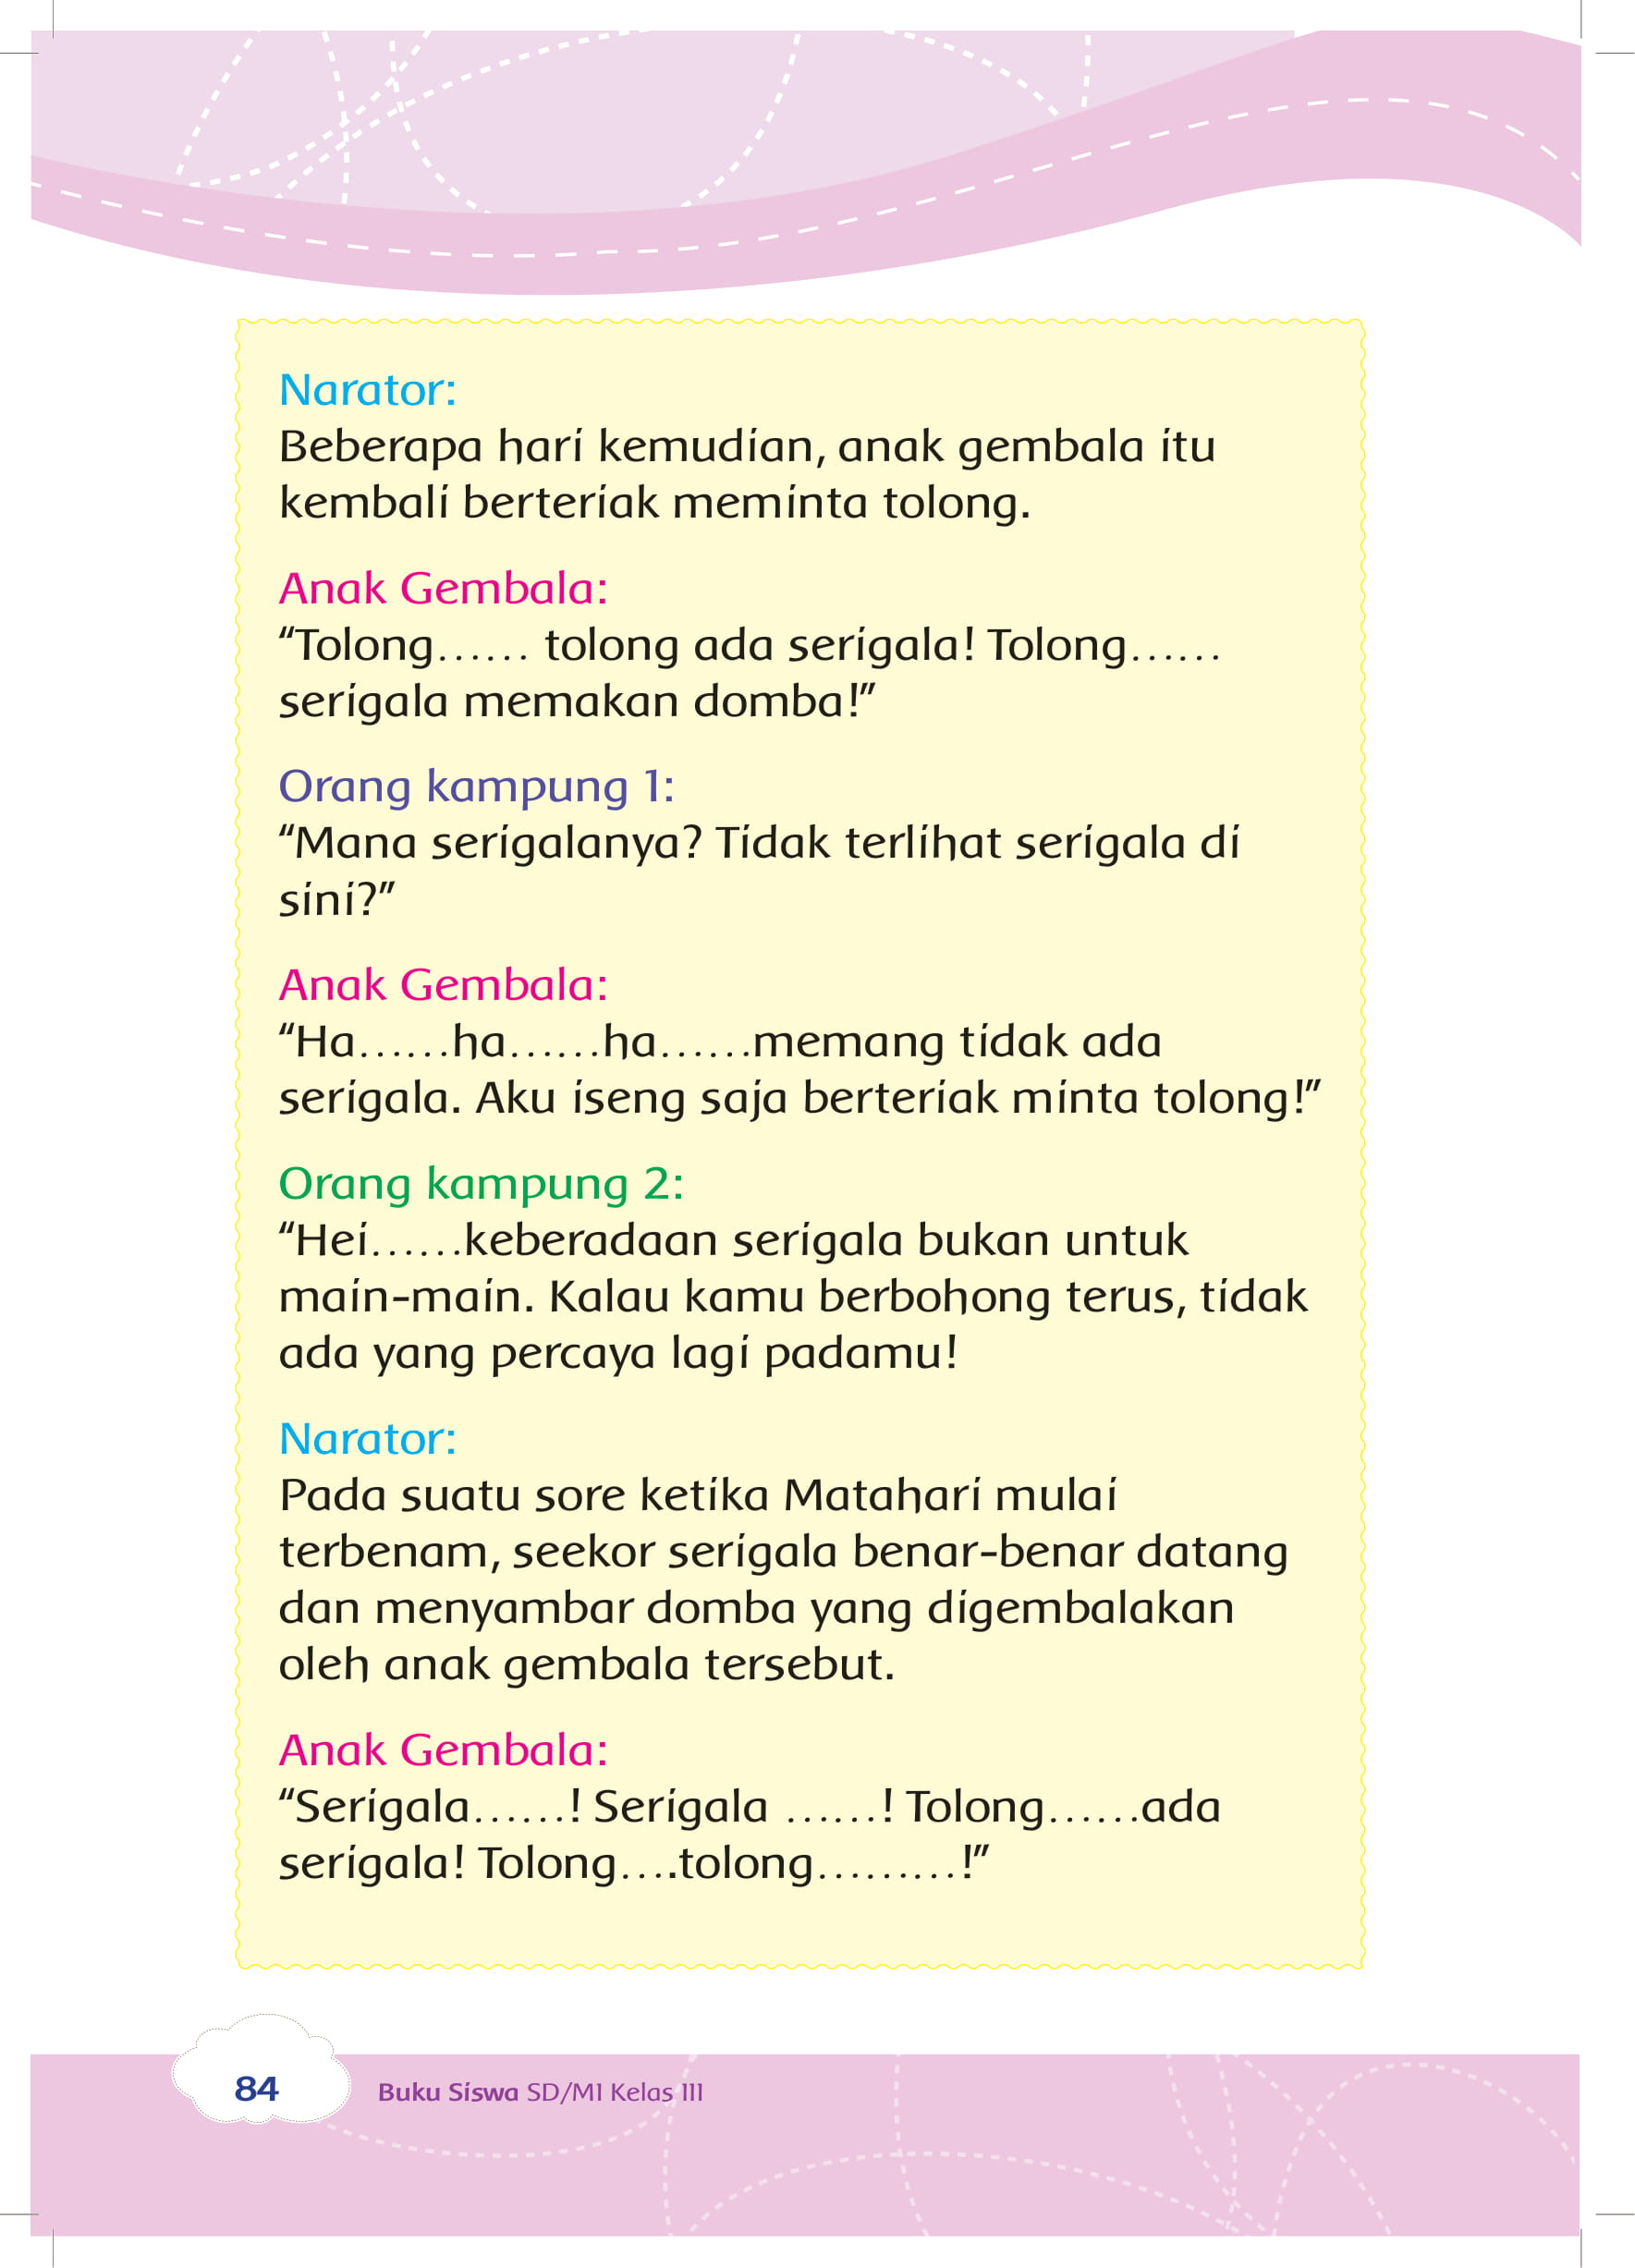 Narator:
Beberapa hari kemudian, anak gembala itu
kembali berteriak meminta tolong.
Anak Gembala:
“Tolong…… tolong ada serigala! Tolong……
serigala memakan domba!”
Orang kampung 1:
“Mana serigalanya? Tidak terlihat serigala di
sini?”
Anak Gembala:
“Ha……ha……ha……memang tidak ada
serigala. Aku iseng saja berteriak minta tolong!”
Orang kampung 2:
“Hei……keberadaan serigala bukan untuk
main-main. Kalau kamu berbohong terus, tidak
ada yang percaya lagi padamu!
Narator:
Pada suatu sore ketika Matahari mulai
terbenam, seekor serigala benar-benar datang
dan menyambar domba yang digembalakan
oleh anak gembala tersebut.
Anak Gembala:
“Serigala……! Serigala ……! Tolong……ada
serigala! Tolong….tolong………!”
84
Buku Siswa SD/MI Kelas III